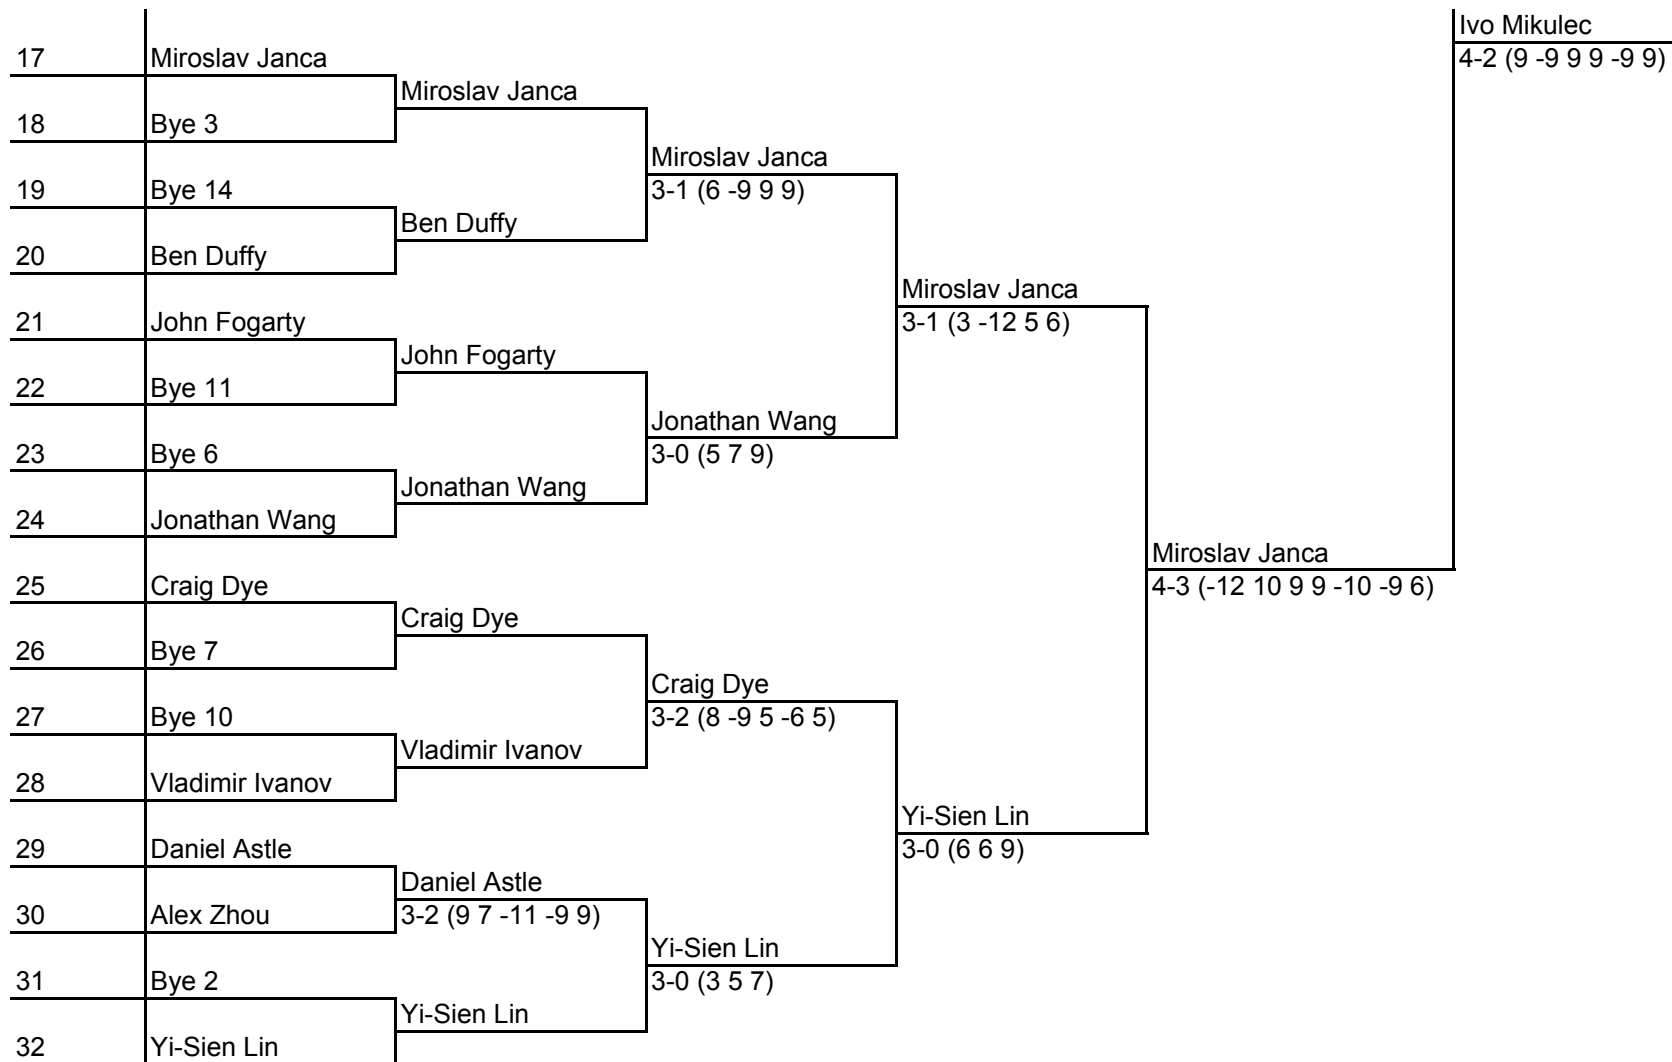 Ivo Mikulec
17 Miroslav Janca
4-2 (9 -9 9 9 -9 9)
Miroslav Janca
18 Bye 3
Miroslav Janca
19 Bye 14
3-1 (6 -9 9 9)
Ben Duffy
20 Ben Duffy
Miroslav Janca
21 John Fogarty
3-1 (3 -12 5 6)
John Fogarty
22 Bye 11
Jonathan Wang
23 Bye 6
3-0 (5 7 9)
Jonathan Wang
24 Jonathan Wang
Miroslav Janca
25 Craig Dye
4-3 (-12 10 9 9 -10 -9 6)
Craig Dye
26 Bye 7
Craig Dye
27 Bye 10
3-2 (8 -9 5 -6 5)
Vladimir Ivanov
28 Vladimir Ivanov
Yi-Sien Lin
29 Daniel Astle
3-0 (6 6 9)
Daniel Astle
30 Alex Zhou
3-2 (9 7 -11 -9 9)
Yi-Sien Lin
31 Bye 2
3-0 (3 5 7)
Yi-Sien Lin
32 Yi-Sien Lin